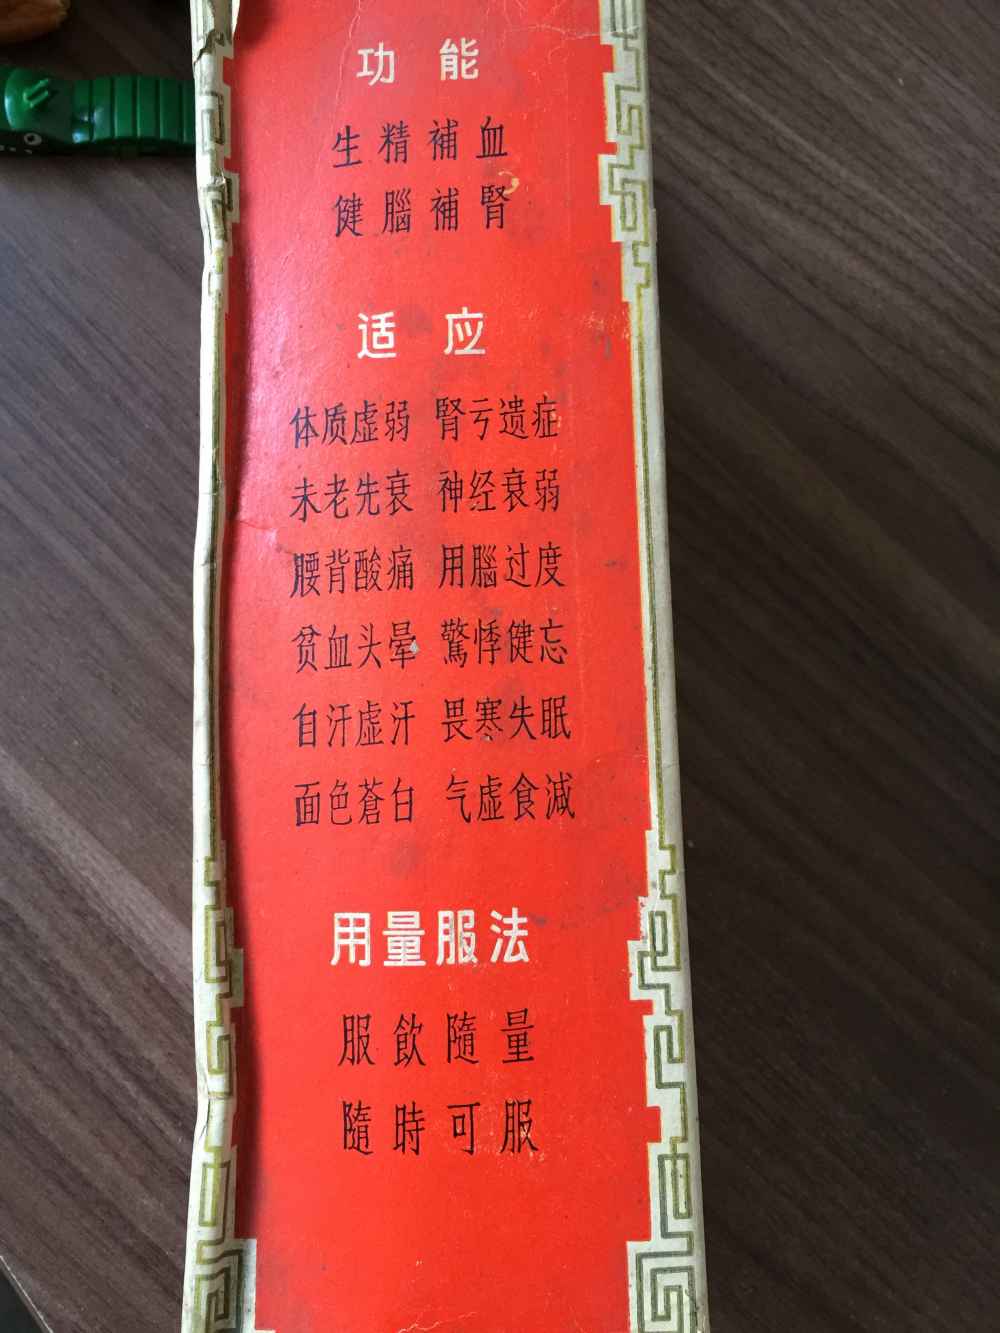 功 能
生精補血
健腦補腎
适 应
体质虚弱 腎亏遗症
未老先衰 神经衰弱
腰背酸痛 用腦过度
贫血头晕 驚悸健忘
自汗虚汗 畏寒失眠
面色蒼白 气虚食減
用量服法
服飲隨量
隨時可服